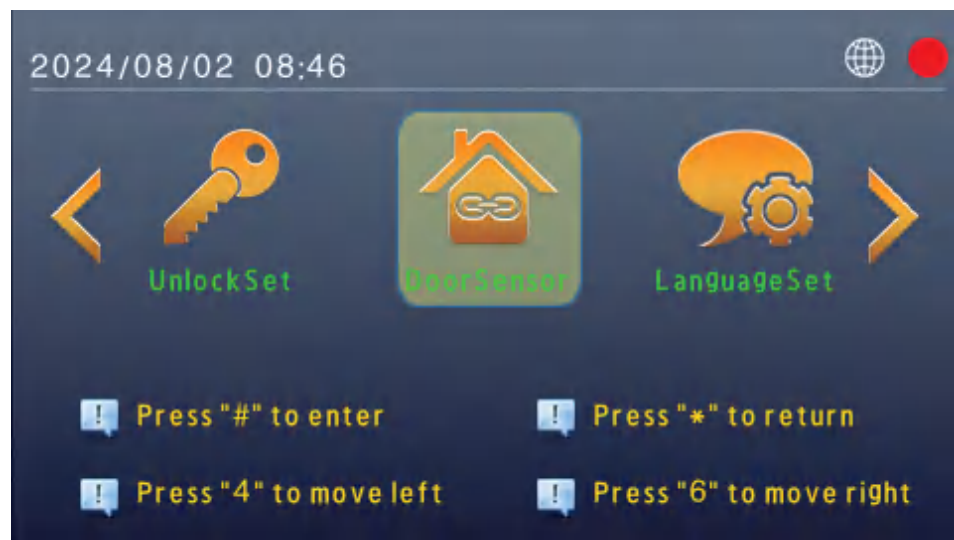 2024/08/02 08:46
UnlockSet
DoorSensor
LanguageSet
Press "#" to enter
Press "*" to return
Press "4" to move left
Press "6" to move right